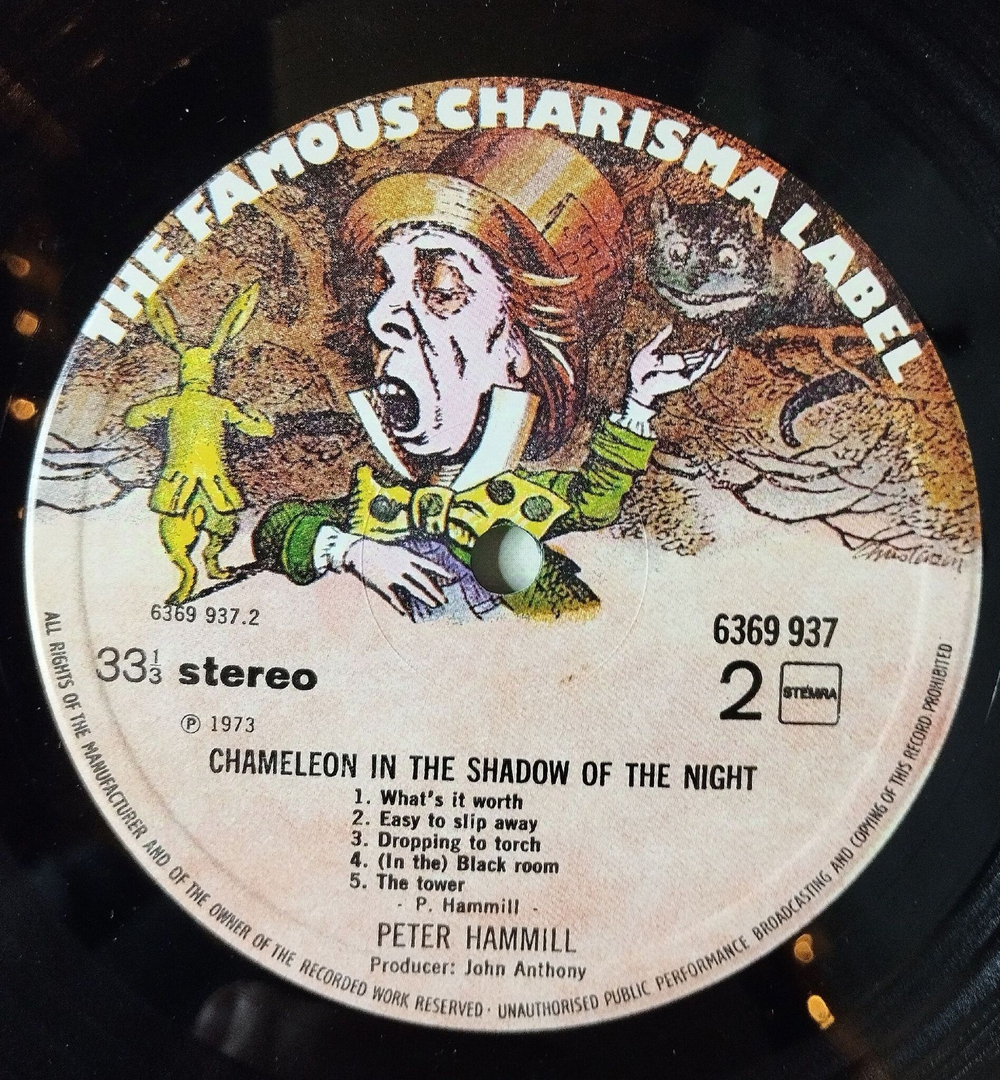 THE FAMOUS CHARISMA LABEL
6369 937.2
6369 937
33⅓ stereo
2 STEMRA
℗ 1973
CHAMELEON IN THE SHADOW OF THE NIGHT
1. What's it worth
2. Easy to slip away
3. Dropping to torch
4. (In the) Black room
5. The tower
- P. Hammill -
PETER HAMMILL
Producer: John Anthony
ALL RIGHTS OF THE MANUFACTURER AND OF THE OWNER OF THE RECORDED WORK RESERVED · UNAUTHORISED PUBLIC PERFORMANCE BROADCASTING AND COPYING OF THIS RECORD PROHIBITED